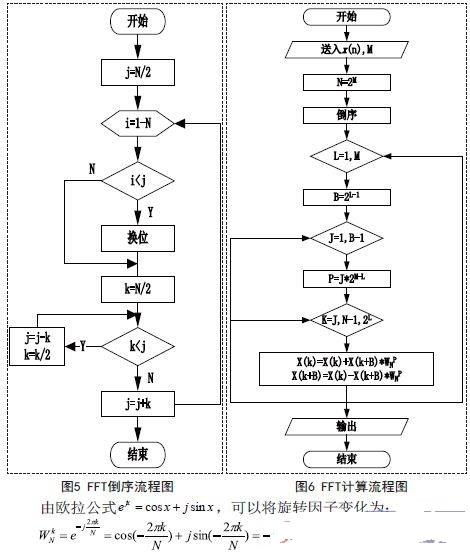 开始
j=N/2
i=1-N
i<j
N
Y
换位
k=N/2
j=j-k
k=k/2
Y
k<j
N
j=j+k
结束
图5 FFT倒序流程图
开始
送入x(n),M
N=2^M
倒序
L=1,M
B=2^{L-1}
J=1,B-1
P=J*2^{M-L}
K=J,N-1,2^L
X(k)=X(k)+X(k+B)*W_N^P
X(k+B)=X(k)-X(k+B)*W_N^P
输出
结束
图6 FFT计算流程图
由欧拉公式e^{jx}=cos x+j sin x,可以将旋转因子变化为:
W_N^k=e^{-j\frac{2πk}{N}}=cos(-\frac{2πk}{N})+j sin(-\frac{2πk}{N})=-